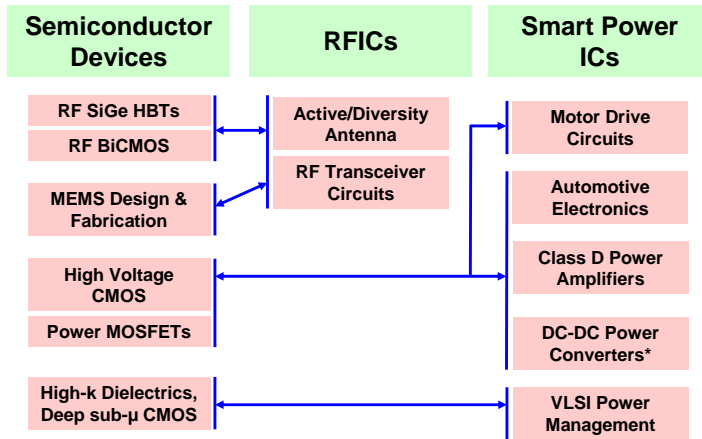 Semiconductor
Devices
RFICs
Smart Power
ICs
RF SiGe HBTs
RF BiCMOS
MEMS Design &
Fabrication
High Voltage
CMOS
Power MOSFETs
High-k Dielectrics,
Deep sub-µ CMOS
Active/Diversity
Antenna
RF Transceiver
Circuits
Motor Drive
Circuits
Automotive
Electronics
Class D Power
Amplifiers
DC-DC Power
Converters*
VLSI Power
Management